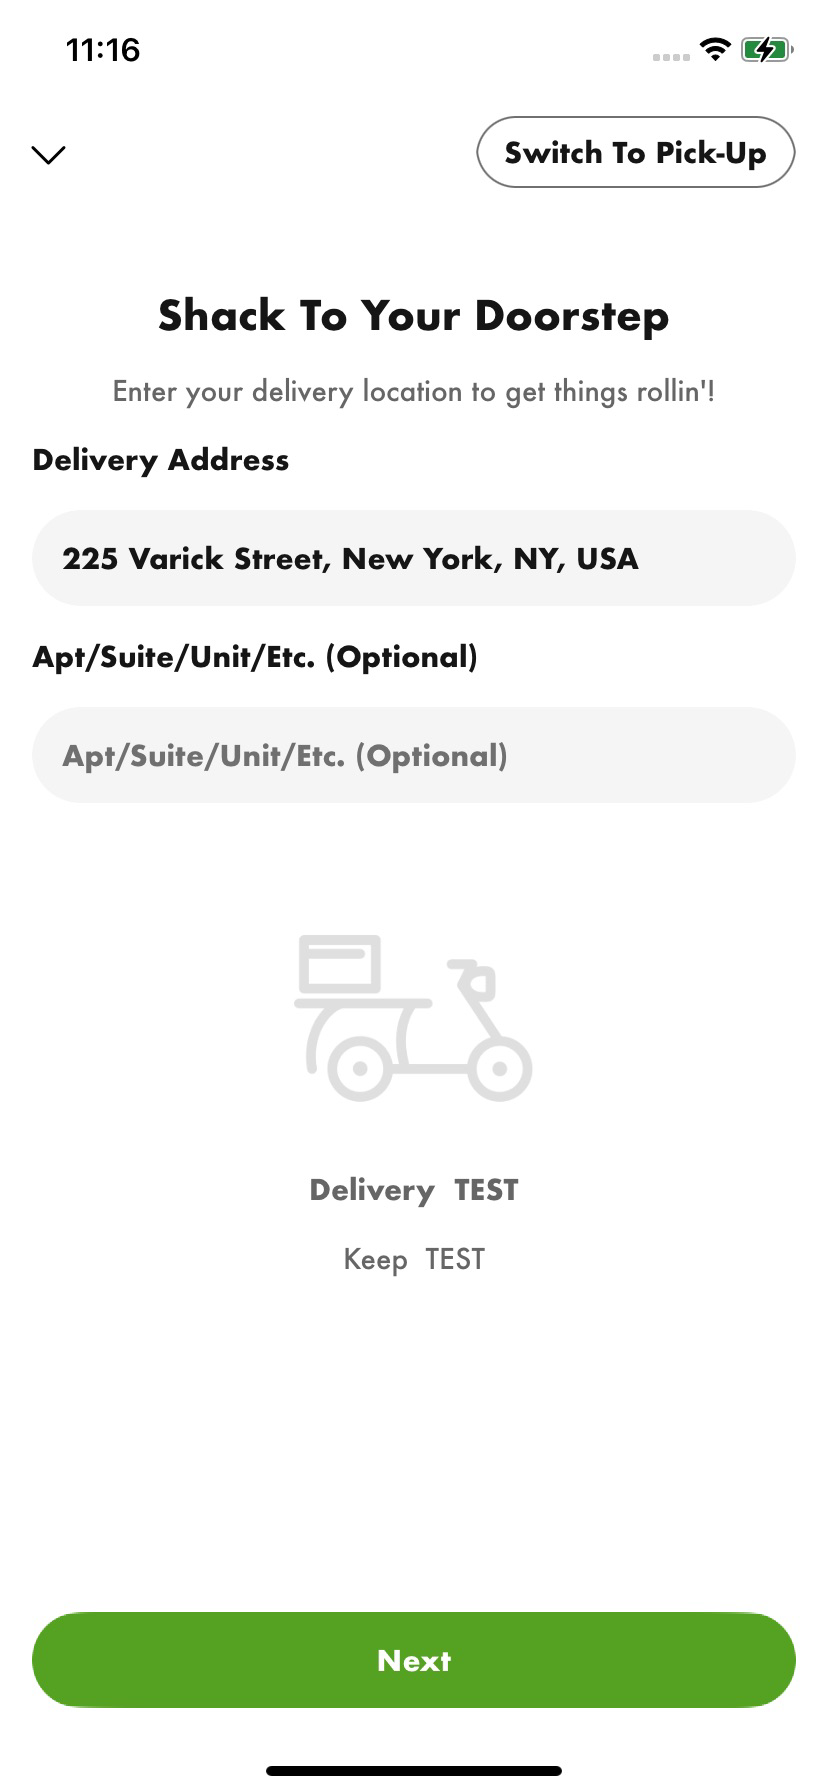 11:16
Switch To Pick-Up
Shack To Your Doorstep
Enter your delivery location to get things rollin'!
Delivery Address
225 Varick Street, New York, NY, USA
Apt/Suite/Unit/Etc. (Optional)
Apt/Suite/Unit/Etc. (Optional)
Delivery  TEST
Keep  TEST
Next